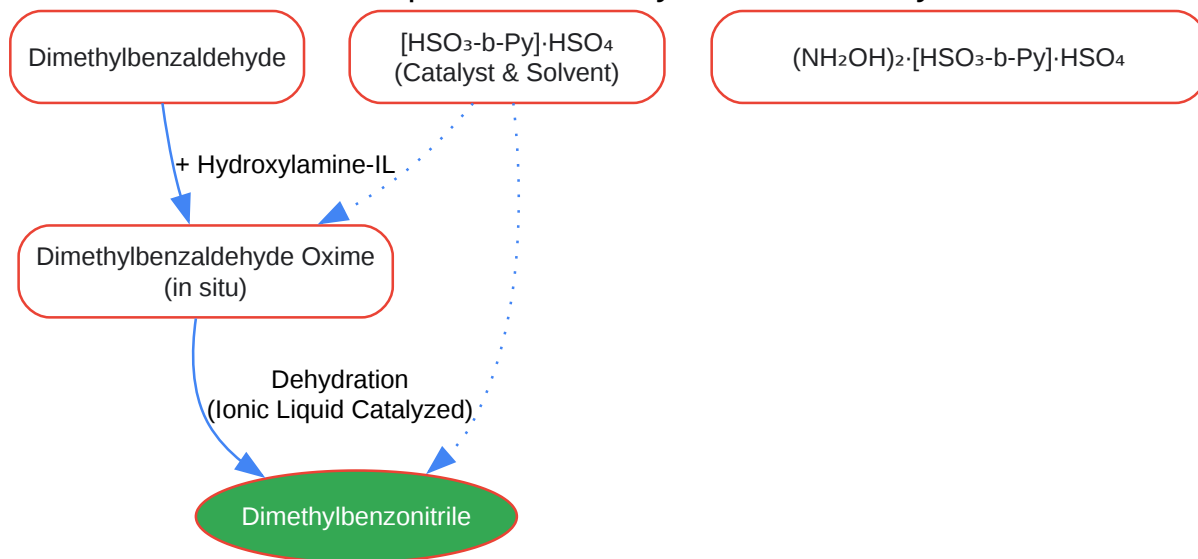 Dimethylbenzaldehyde
[HSO₃-b-Py]·HSO₄
(Catalyst & Solvent)
(NH₂OH)₂·[HSO₃-b-Py]·HSO₄
+ Hydroxylamine-IL
Dimethylbenzaldehyde Oxime
(in situ)
Dehydration
(Ionic Liquid Catalyzed)
Dimethylbenzonitrile